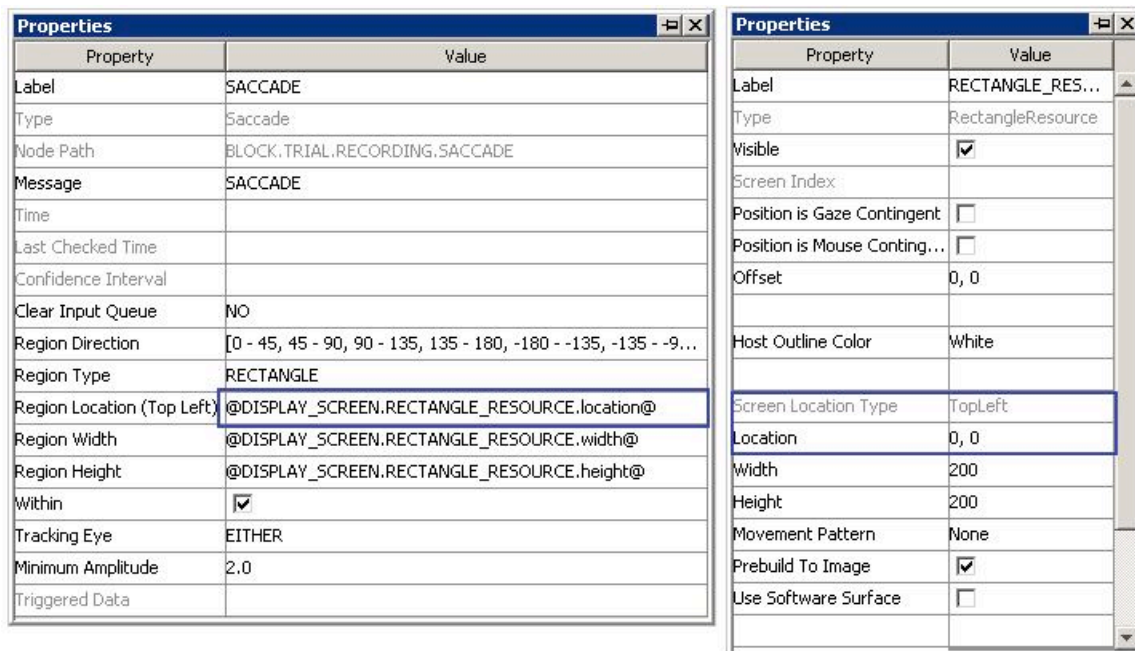 Properties
Property Value
Label SACCADE
Type Saccade
Node Path BLOCK.TRIAL.RECORDING.SACCADE
Message SACCADE
Time
Last Checked Time
Confidence Interval
Clear Input Queue NO
Region Direction [0 - 45, 45 - 90, 90 - 135, 135 - 180, -180 - -135, -135 - -9...
Region Type RECTANGLE
Region Location (Top Left) @DISPLAY_SCREEN.RECTANGLE_RESOURCE.location@
Region Width @DISPLAY_SCREEN.RECTANGLE_RESOURCE.width@
Region Height @DISPLAY_SCREEN.RECTANGLE_RESOURCE.height@
Within
Tracking Eye EITHER
Minimum Amplitude 2.0
Triggered Data
Properties
Property Value
Label RECTANGLE_RES...
Type RectangleResource
Visible
Screen Index
Position is Gaze Contingent
Position is Mouse Conting...
Offset 0, 0
Host Outline Color White
Screen Location Type TopLeft
Location 0, 0
Width 200
Height 200
Movement Pattern None
Prebuild To Image
Use Software Surface